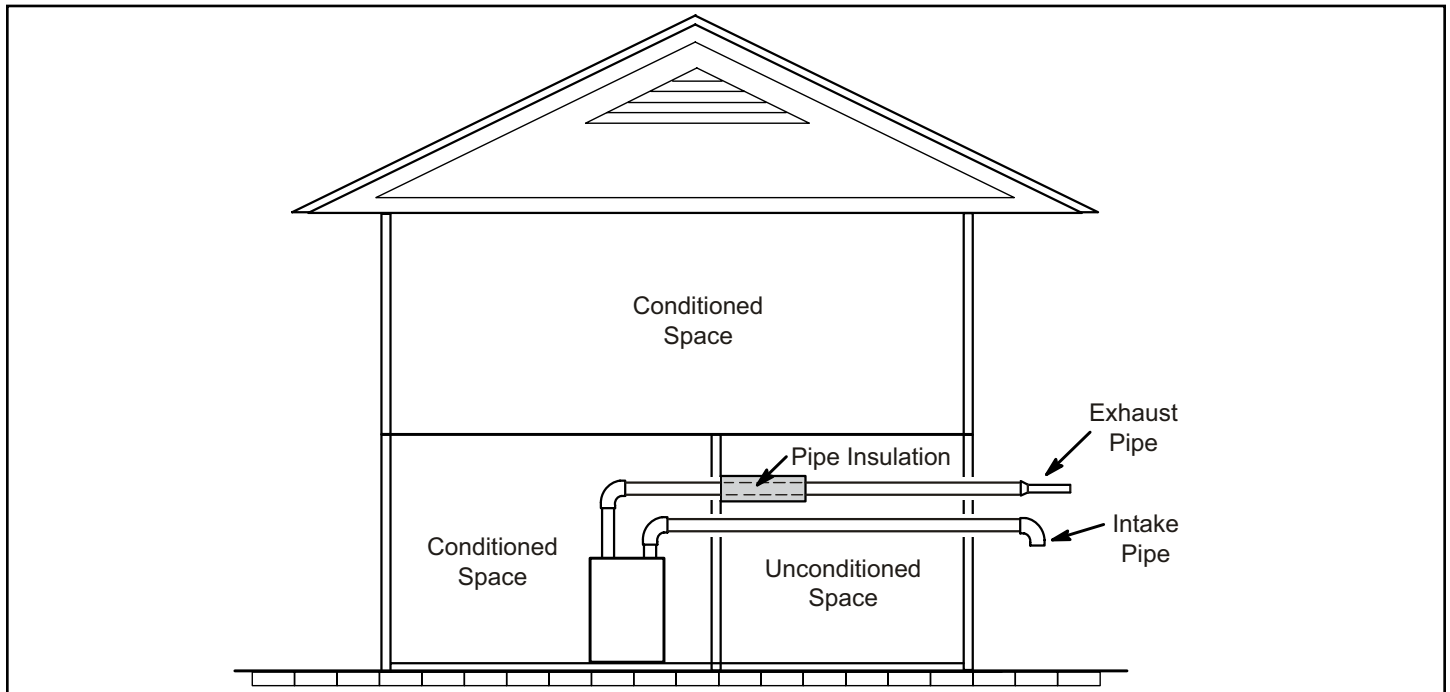 Conditioned
Space
Exhaust
Pipe
Pipe Insulation
Intake
Pipe
Conditioned
Space
Unconditioned
Space